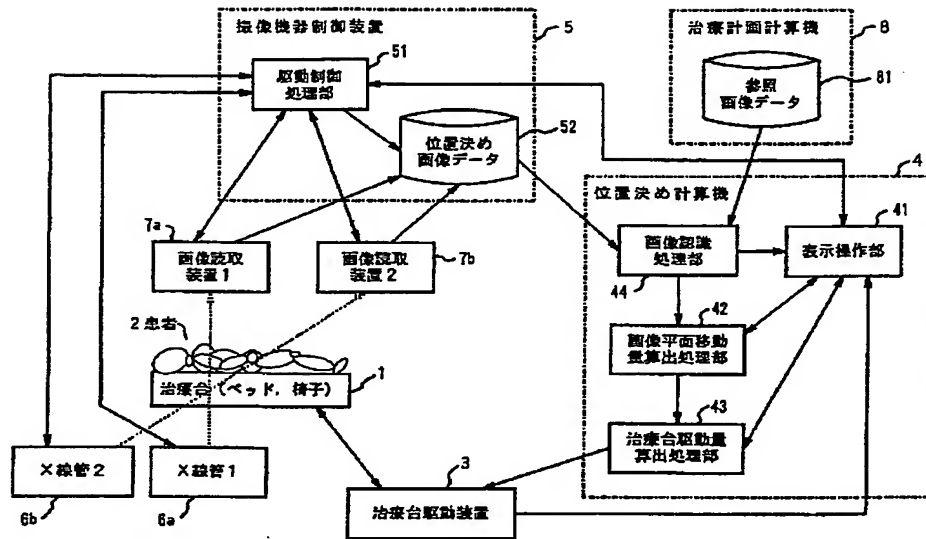 撮像機器制御装置
5
51
駆動制御
処理部
位置決め
画像データ
52
治療計画計算機
8
参照
画像データ
81
4
位置決め計算機
41
画像認識
処理部
44
表示操作部
42
画像平面移動
量算出処理部
43
治療台駆動量
算出処理部
7a
画像読取
装置1
画像読取
装置2
7b
2 患者
治療台(ベッド,椅子)
1
X線管2
6b
X線管1
6a
3
治療台駆動装置